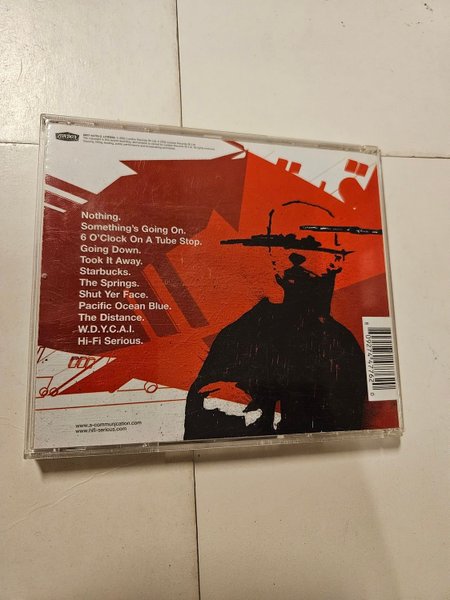 Nothing.
Something's Going On.
6 O'Clock On A Tube Stop.
Going Down.
Took It Away.
Starbucks.
The Springs.
Shut Yer Face.
Pacific Ocean Blue.
The Distance.
W.D.Y.C.A.I.
Hi-Fi Serious.
www.a-communication.com
www.hifi-serious.com